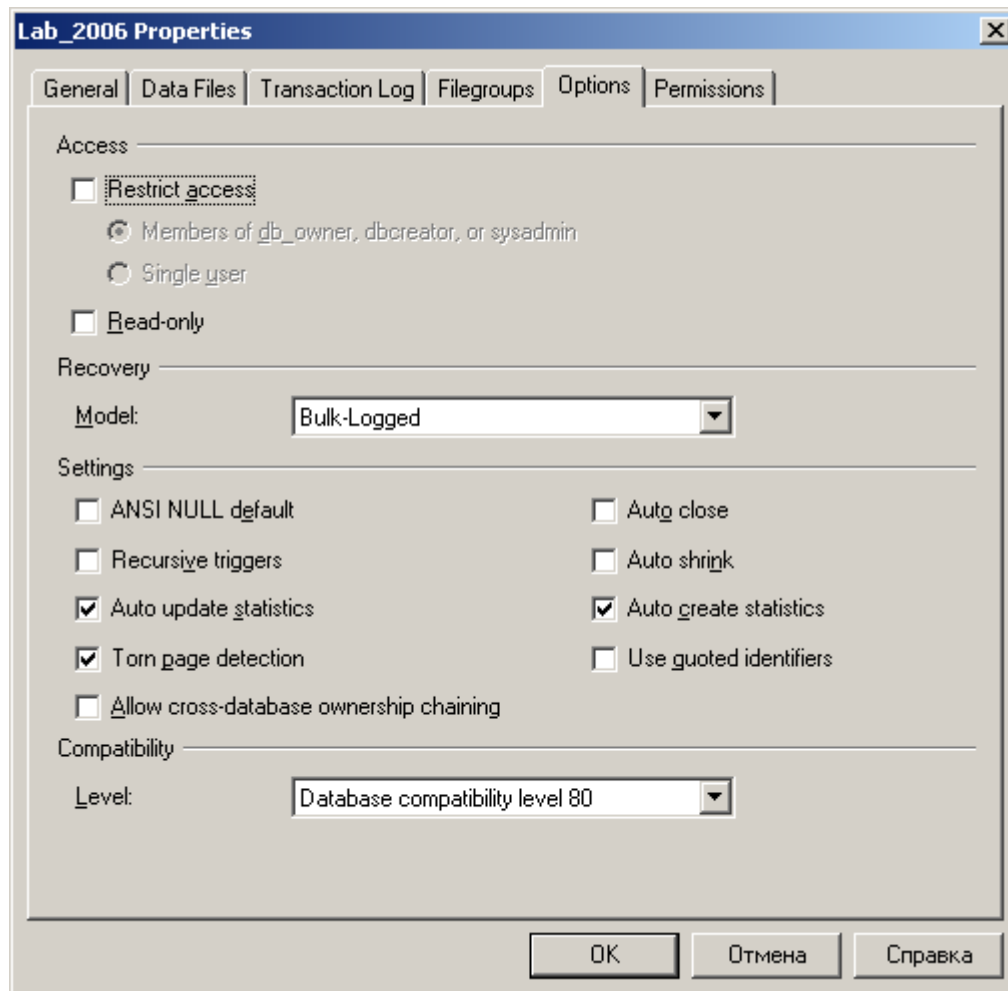 Lab_2006 Properties
General Data Files Transaction Log Filegroups Options Permissions
Access
Restrict access
Members of db_owner, dbcreator, or sysadmin
Single user
Read-only
Recovery
Model: Bulk-Logged
Settings
ANSI NULL default Auto close
Recursive triggers Auto shrink
Auto update statistics Auto create statistics
Torn page detection Use quoted identifiers
Allow cross-database ownership chaining
Compatibility
Level: Database compatibility level 80
OK Отмена Справка